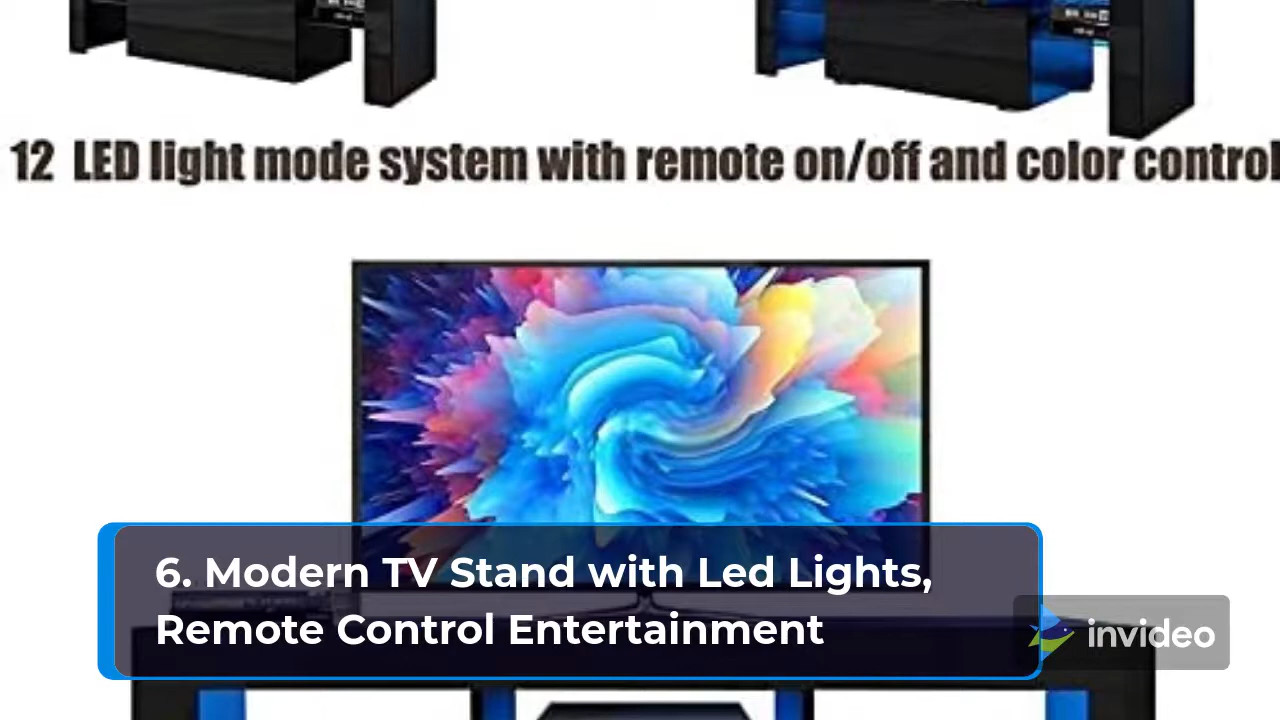 12 LED light mode system with remote on/off and color control
6. Modern TV Stand with Led Lights,
Remote Control Entertainment
invideo